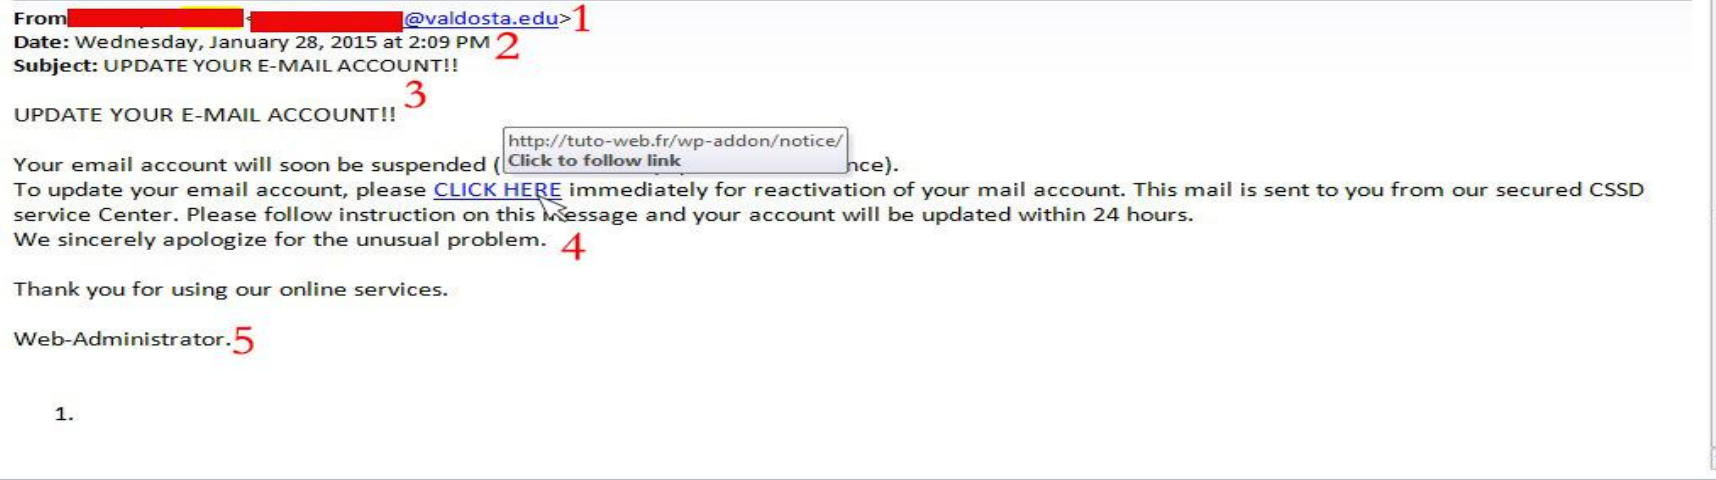 From < @valdosta.edu> 1
Date: Wednesday, January 28, 2015 at 2:09 PM 2
Subject: UPDATE YOUR E-MAIL ACCOUNT!!
3
UPDATE YOUR E-MAIL ACCOUNT!!
http://tuto-web.fr/wp-addon/notice/
Click to follow link
Your email account will soon be suspended ( nce).
To update your email account, please CLICK HERE immediately for reactivation of your mail account. This mail is sent to you from our secured CSSD
service Center. Please follow instruction on this message and your account will be updated within 24 hours.
We sincerely apologize for the unusual problem. 4
Thank you for using our online services.
Web-Administrator. 5
1.